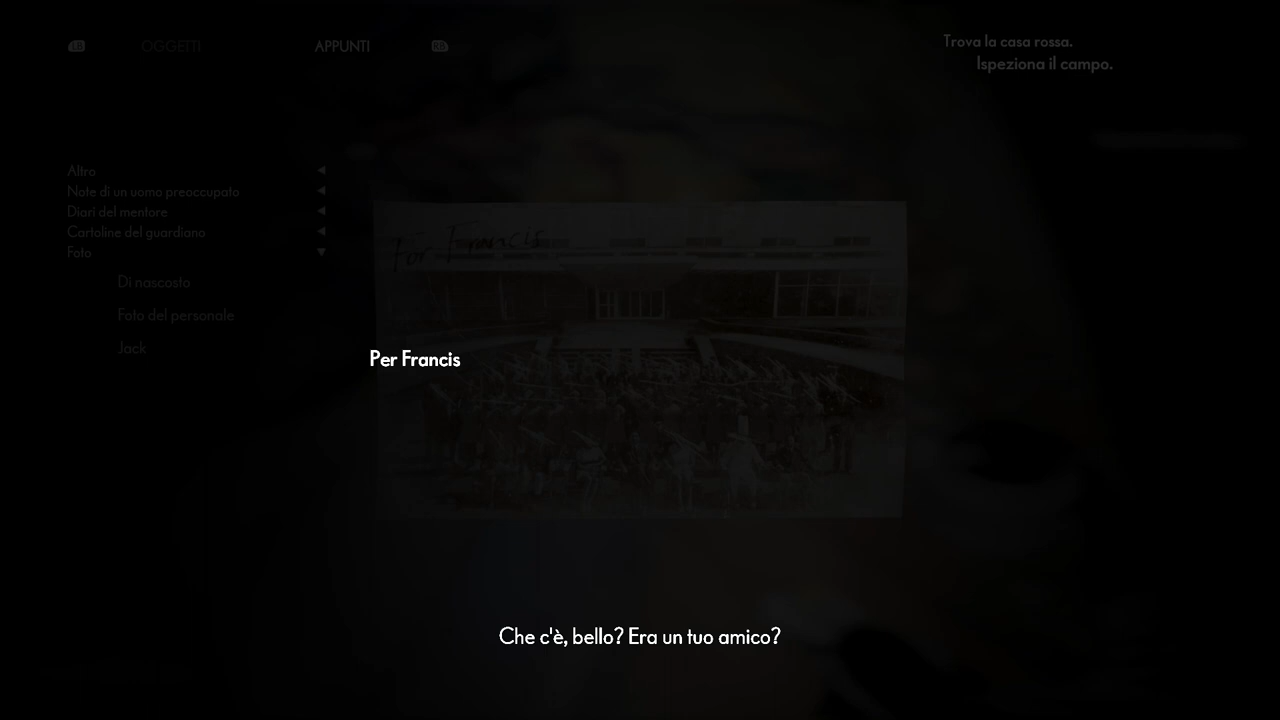 LB OGGETTI APPUNTI RB
Trova la casa rossa.
Ispeziona il campo.
Altro
Note di un uomo preoccupato
Diari del mentore
Cartoline del guardiano
Foto
Di nascosto
Foto del personale
Jack
For Francis
Per Francis
Che c'è, bello? Era un tuo amico?